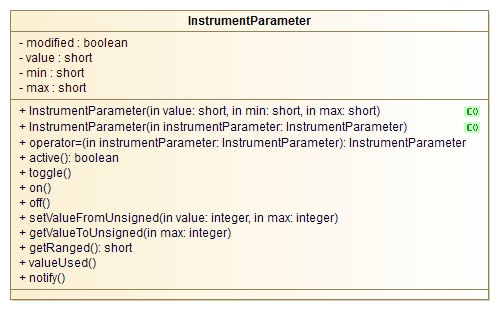 InstrumentParameter
- modified : boolean
- value : short
- min : short
- max : short
+ InstrumentParameter(in value: short, in min: short, in max: short) C()
+ InstrumentParameter(in instrumentParameter: InstrumentParameter) C()
+ operator=(in instrumentParameter: InstrumentParameter): InstrumentParameter
+ active(): boolean
+ toggle()
+ on()
+ off()
+ setValueFromUnsigned(in value: integer, in max: integer)
+ getValueToUnsigned(in max: integer)
+ getRanged(): short
+ valueUsed()
+ notify()